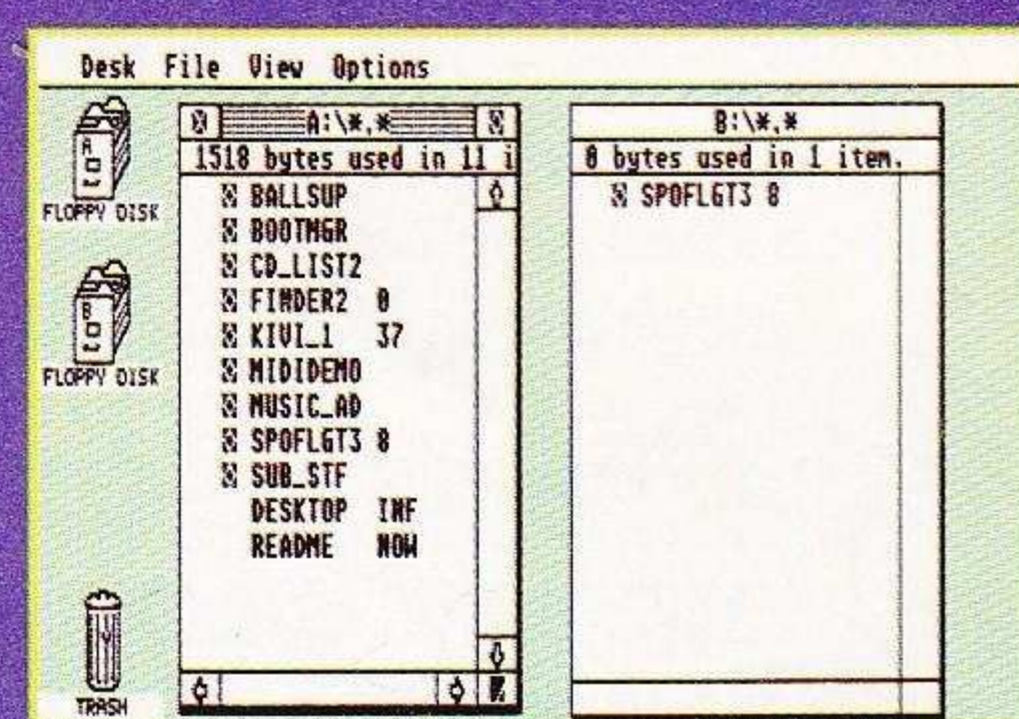 Desk File View Options
A:\*.*
1518 bytes used in 11 i
BALLSUP
BOOTMGR
CD_LIST2
FINDER2 0
KIVI_1 37
MIDIDEMO
MUSIC_AD
SPOFLGT3 8
SUB_STF
DESKTOP INF
README NOW
B:\*.*
0 bytes used in 1 item.
SPOFLGT3 8
A
FLOPPY DISK
B
FLOPPY DISK
TRASH